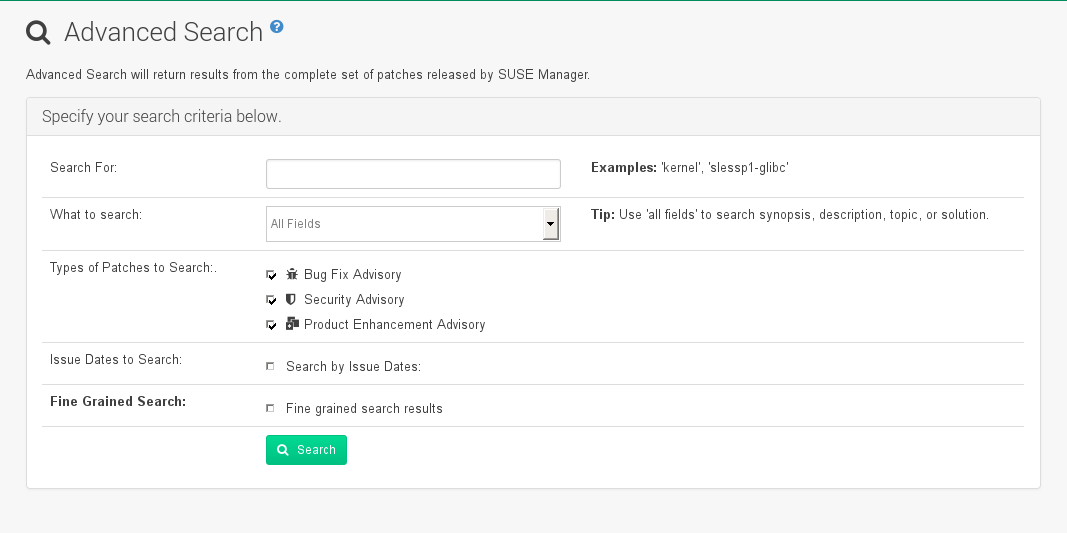 Advanced Search
Advanced Search will return results from the complete set of patches released by SUSE Manager.
Specify your search criteria below.
Search For:
Examples: 'kernel', 'slessp1-glibc'
What to search:
All Fields
Tip: Use 'all fields' to search synopsis, description, topic, or solution.
Types of Patches to Search:.
Bug Fix Advisory
Security Advisory
Product Enhancement Advisory
Issue Dates to Search:
Search by Issue Dates:
Fine Grained Search:
Fine grained search results
Search